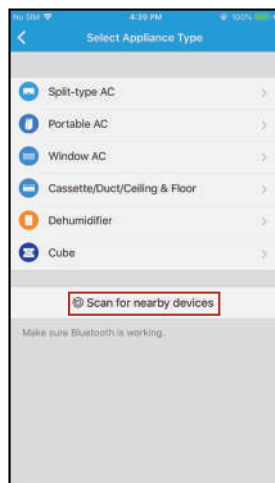 No SIM 4:39 PM 100%
Select Appliance Type
Split-type AC
Portable AC
Window AC
Cassette/Duct/Ceiling & Floor
Dehumidifier
Cube
Scan for nearby devices
Make sure Bluetooth is working.